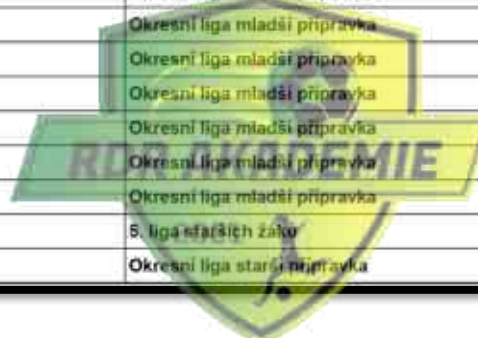 Okresní liga mladší přípravka
Okresní liga mladší přípravka
Okresní liga mladší přípravka
Okresní liga mladší přípravka
RDR AKADEMIE
Okresní liga mladší přípravka
Okresní liga mladší přípravka
5. liga starších žáků
Okresní liga starší přípravka